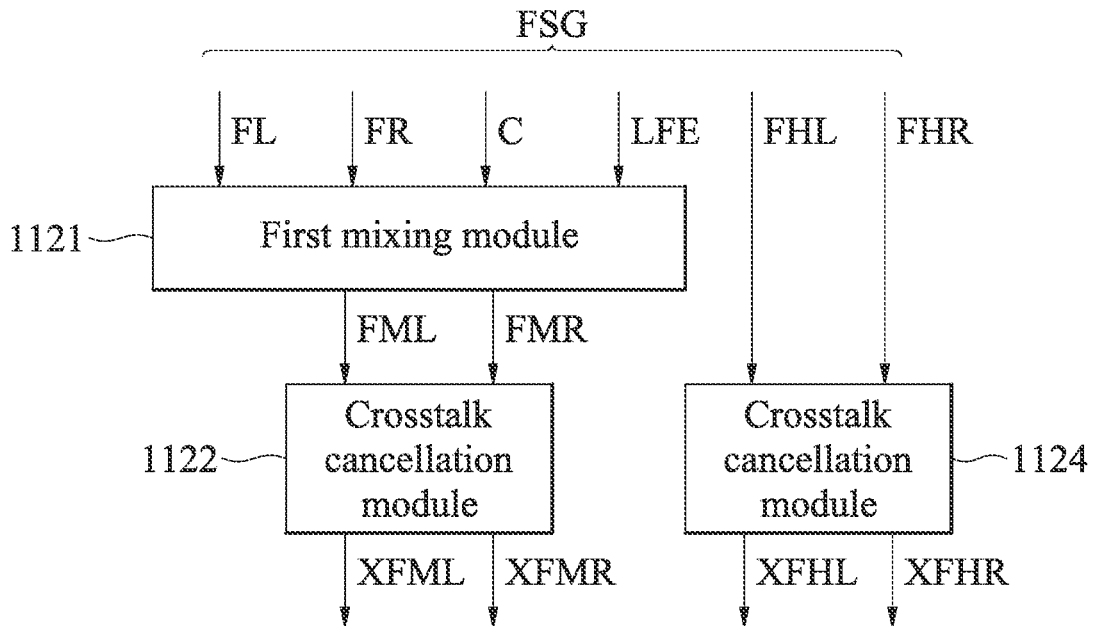 FSG
FL FR C LFE FHL FHR
1121 First mixing module
FML FMR
Crosstalk
cancellation
module
1122
Crosstalk
cancellation
module
1124
XFML XFMR XFHL XFHR